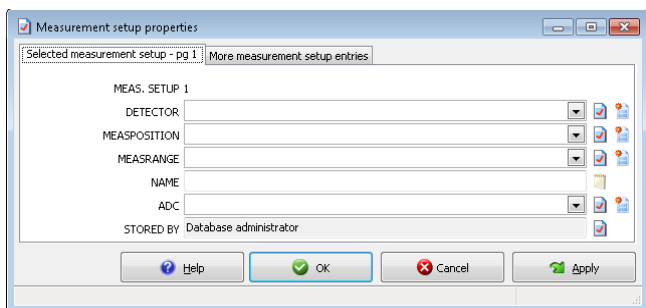 Measurement setup properties
Selected measurement setup - pg 1 More measurement setup entries
MEAS. SETUP 1
DETECTOR
MEASPOSITION
MEASRANGE
NAME
ADC
STORED BY Database administrator
Help OK Cancel Apply